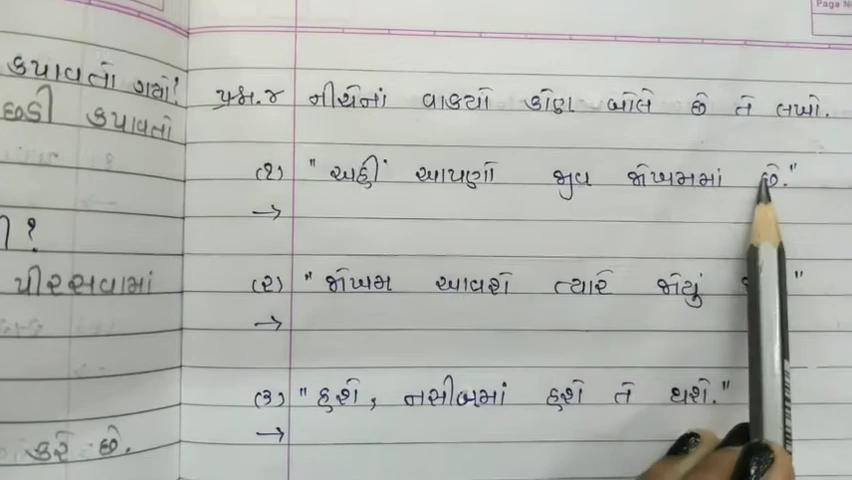 Page No
કપાવતો ગયો!
કપાવતો
ી?
પીરસવામાં
કરે છે.
પ્રશ્ન.૪ નીચેનાં વાક્યો કોણ બોલે છે તે લખો.
(૧) "અહીં આપણો જીવ જોખમમાં છે."
→
(૨) "જોખમ આવશે ત્યારે જોયું "
→
(૩) "હશે, નસીબમાં હશે તે થશે."
→